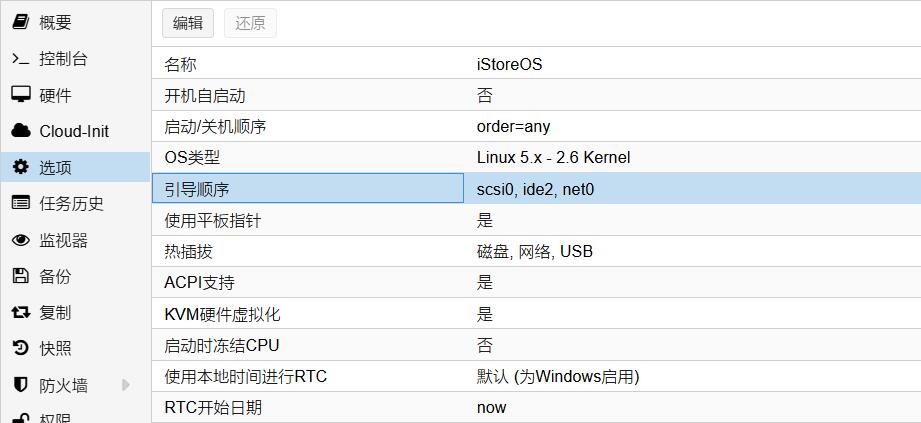 概要
控制台
硬件
Cloud-Init
选项
任务历史
监视器
备份
复制
快照
防火墙
权限
编辑 还原
名称 iStoreOS
开机自启动 否
启动/关机顺序 order=any
OS类型 Linux 5.x - 2.6 Kernel
引导顺序 scsi0, ide2, net0
使用平板指针 是
热插拔 磁盘, 网络, USB
ACPI支持 是
KVM硬件虚拟化 是
启动时冻结CPU 否
使用本地时间进行RTC 默认 (为Windows启用)
RTC开始日期 now